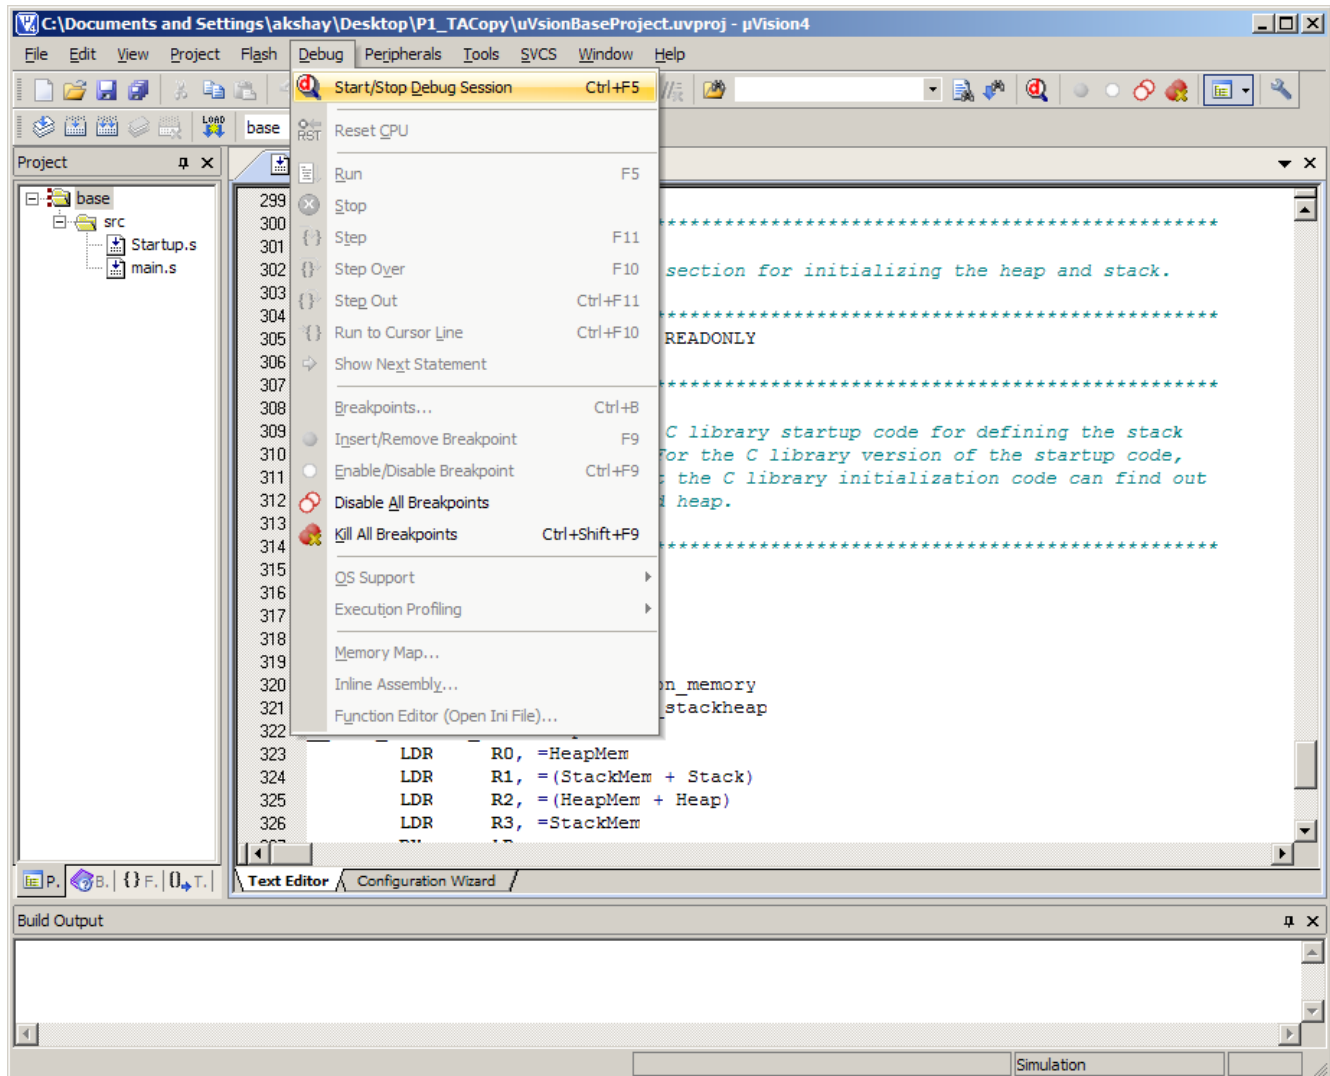 C:\Documents and Settings\akshay\Desktop\P1_TACopy\uVsionBaseProject.uvproj - µVision4
File Edit View Project Flash Debug Peripherals Tools SVCS Window Help
Start/Stop Debug Session Ctrl+F5
LOAD base
RST Reset CPU
Project
Run F5
Stop
Step F11
Step Over F10
Step Out Ctrl+F11
Run to Cursor Line Ctrl+F10
Show Next Statement
Breakpoints... Ctrl+B
Insert/Remove Breakpoint F9
Enable/Disable Breakpoint Ctrl+F9
Disable All Breakpoints
Kill All Breakpoints Ctrl+Shift+F9
OS Support
Execution Profiling
Memory Map...
Inline Assembly...
Function Editor (Open Ini File)...
base
src
Startup.s
main.s
299
300 *************************************************
301
302 section for initializing the heap and stack.
303
304 *************************************************
305 READONLY
306
307 *************************************************
308
309 C library startup code for defining the stack
310 For the C library version of the startup code,
311 the C library initialization code can find out
312 heap.
313
314 *************************************************
315
316
317
318
319
320 on_memory
321 _stackheap
322
323 LDR R0, =HeapMem
324 LDR R1, =(StackMem + Stack)
325 LDR R2, =(HeapMem + Heap)
326 LDR R3, =StackMem
P. B. {} F. 0 T.
Text Editor Configuration Wizard
Build Output
Simulation